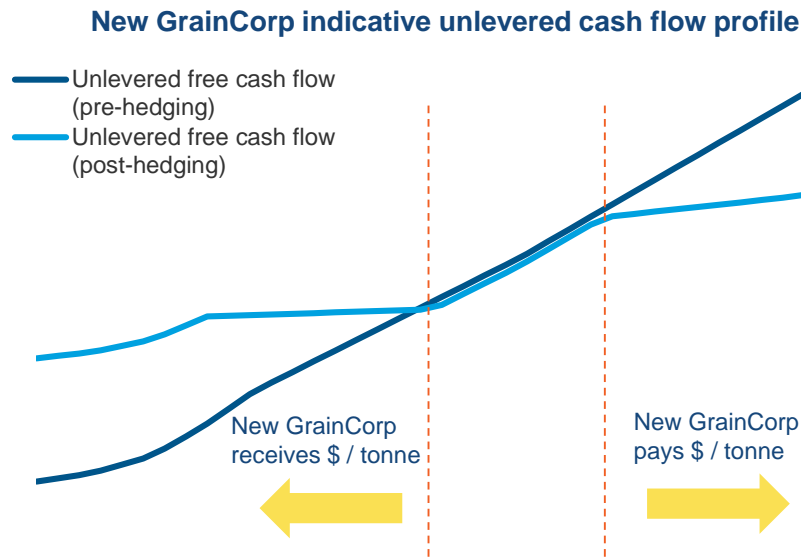 New GrainCorp indicative unlevered cash flow profile
Unlevered free cash flow
(pre-hedging)
Unlevered free cash flow
(post-hedging)
New GrainCorp
receives $ / tonne
New GrainCorp
pays $ / tonne